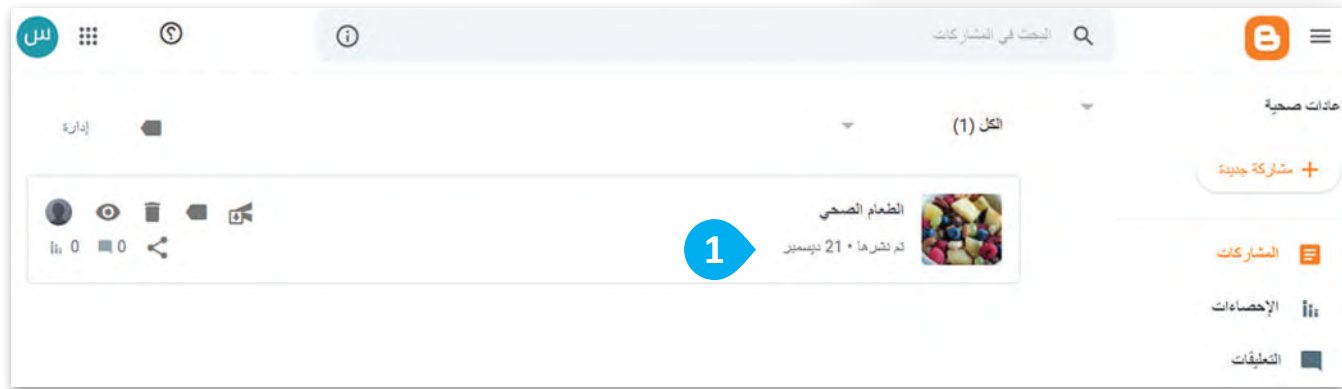 البحث في المشاركات
س
عادات صحية
الكل (1)
إدارة
+ مشاركة جديدة
الطعام الصحي
تم نشرها • 21 ديسمبر
1
0
0
المشاركات
الإحصاءات
التعليقات